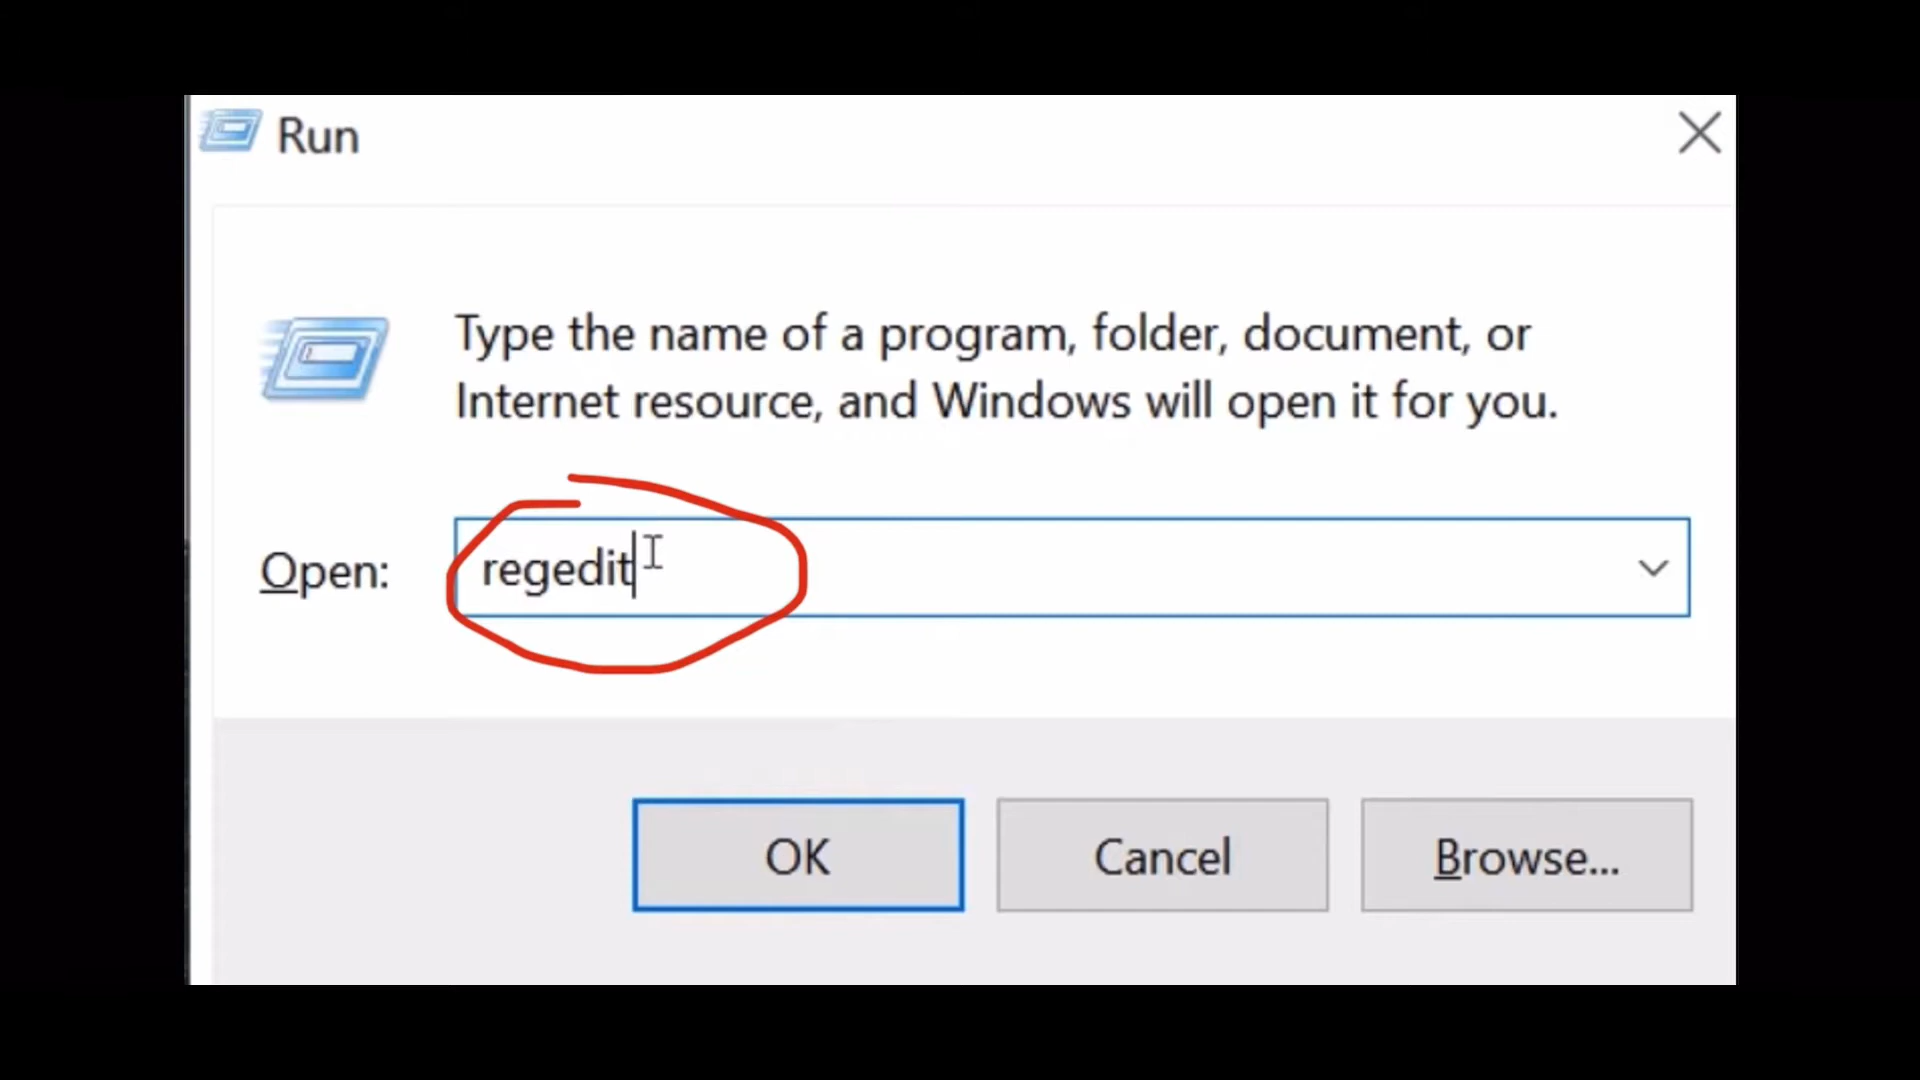 Run
Type the name of a program, folder, document, or
Internet resource, and Windows will open it for you.
Open: regedit
OK Cancel Browse...